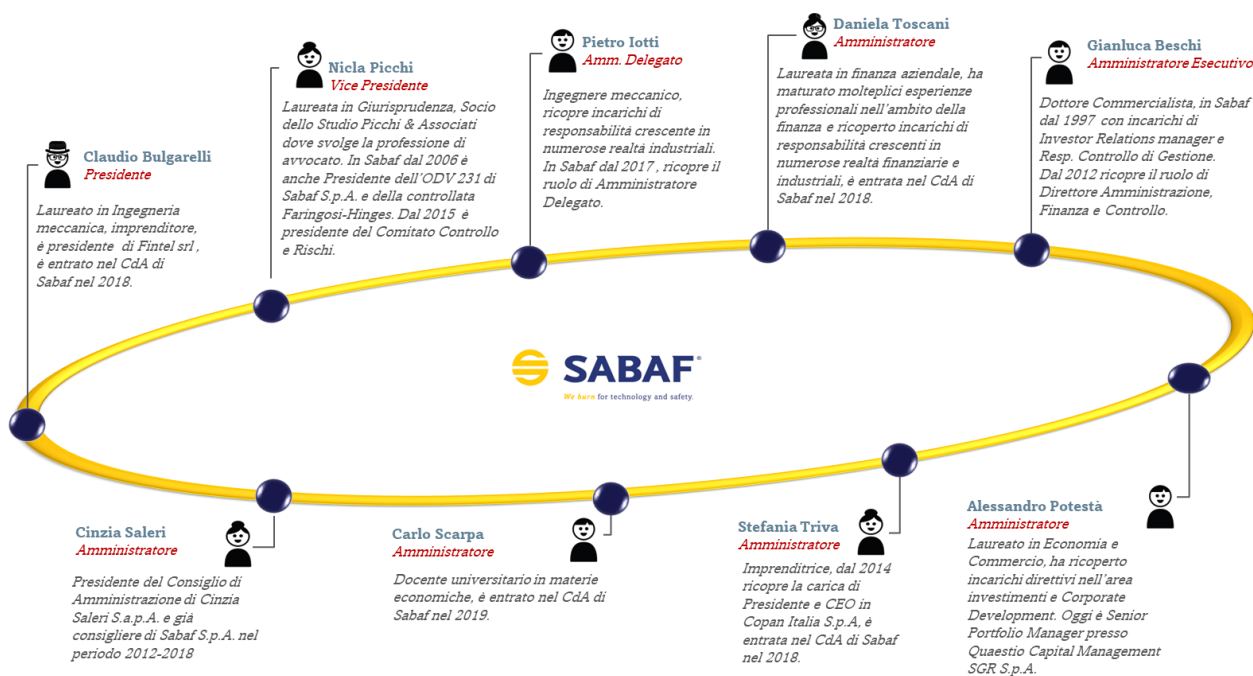 Claudio Bulgarelli
Presidente
Laureato in Ingegneria
meccanica, imprenditore,
è presidente di Fintel srl ,
è entrato nel CdA di
Sabaf nel 2018.
Nicla Picchi
Vice Presidente
Laureata in Giurisprudenza, Socio
dello Studio Picchi & Associati
dove svolge la professione di
avvocato. In Sabaf dal 2006 è
anche Presidente dell'ODV 231 di
Sabaf S.p.A. e della controllata
Faringosi-Hinges. Dal 2015 è
presidente del Comitato Controllo
e Rischi.
Pietro Iotti
Amm. Delegato
Ingegnere meccanico,
ricopre incarichi di
responsabilità crescente in
numerose realtà industriali.
In Sabaf dal 2017 , ricopre il
ruolo di Amministratore
Delegato.
Daniela Toscani
Amministratore
Laureata in finanza aziendale, ha
maturato molteplici esperienze
professionali nell'ambito della
finanza e ricoperto incarichi di
responsabilità crescenti in
numerose realtà finanziarie e
industriali, è entrata nel CdA di
Sabaf nel 2018.
Gianluca Beschi
Amministratore Esecutivo
Dottore Commercialista, in Sabaf
dal 1997 con incarichi di
Investor Relations manager e
Resp. Controllo di Gestione.
Dal 2012 ricopre il ruolo di
Direttore Amministrazione,
Finanza e Controllo.
SABAF®
We burn for technology and safety.
Cinzia Saleri
Amministratore
Presidente del Consiglio di
Amministrazione di Cinzia
Saleri S.a.p.A. e già
consigliere di Sabaf S.p.A. nel
periodo 2012-2018
Carlo Scarpa
Amministratore
Docente universitario in materie
economiche, è entrato nel CdA di
Sabaf nel 2019.
Stefania Triva
Amministratore
Imprenditrice, dal 2014
ricopre la carica di
Presidente e CEO in
Copan Italia S.p.A, è
entrata nel CdA di Sabaf
nel 2018.
Alessandro Potestà
Amministratore
Laureato in Economia e
Commercio, ha ricoperto
incarichi direttivi nell'area
investimenti e Corporate
Development. Oggi è Senior
Portfolio Manager presso
Quaestio Capital Management
SGR S.p.A.